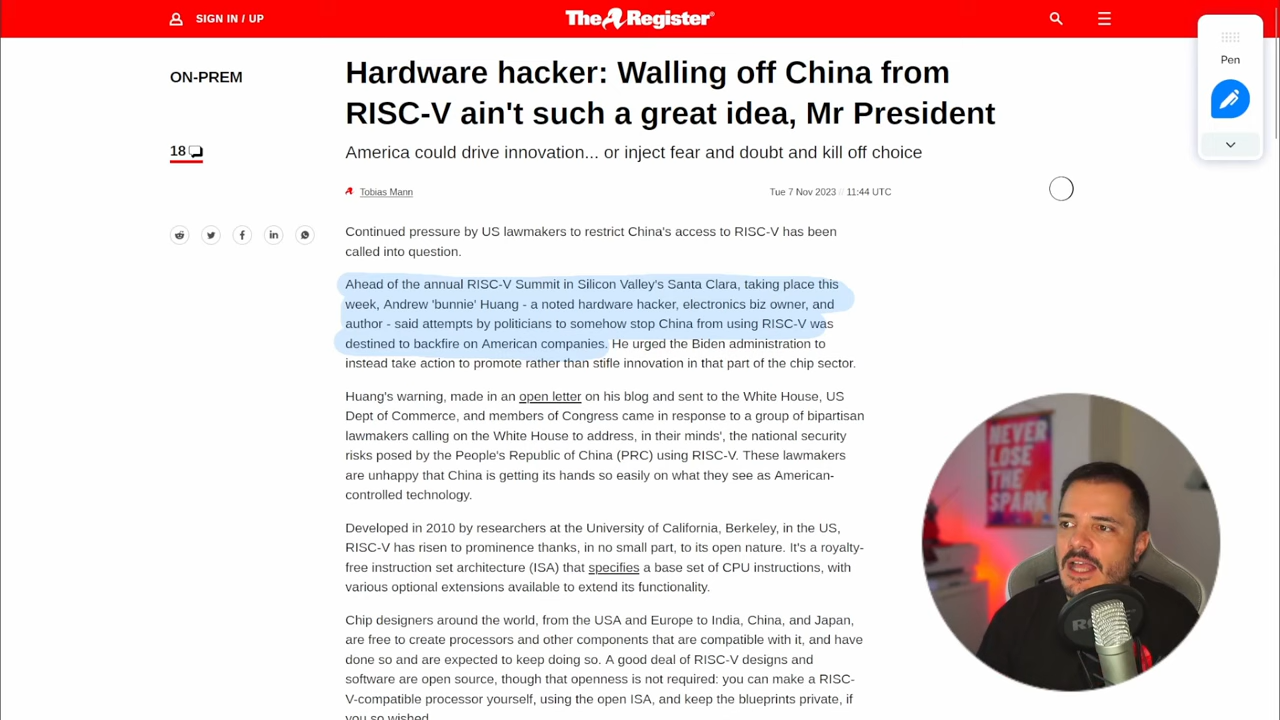 SIGN IN / UP
The Register
Pen
ON-PREM
Hardware hacker: Walling off China from
RISC-V ain't such a great idea, Mr President
18
America could drive innovation... or inject fear and doubt and kill off choice
Tobias Mann
Tue 7 Nov 2023 // 11:44 UTC
Continued pressure by US lawmakers to restrict China's access to RISC-V has been
called into question.
Ahead of the annual RISC-V Summit in Silicon Valley's Santa Clara, taking place this
week, Andrew 'bunnie' Huang - a noted hardware hacker, electronics biz owner, and
author - said attempts by politicians to somehow stop China from using RISC-V was
destined to backfire on American companies. He urged the Biden administration to
instead take action to promote rather than stifle innovation in that part of the chip sector.
Huang's warning, made in an open letter on his blog and sent to the White House, US
Dept of Commerce, and members of Congress came in response to a group of bipartisan
lawmakers calling on the White House to address, in their minds', the national security
risks posed by the People's Republic of China (PRC) using RISC-V. These lawmakers
are unhappy that China is getting its hands so easily on what they see as American-
controlled technology.
Developed in 2010 by researchers at the University of California, Berkeley, in the US,
RISC-V has risen to prominence thanks, in no small part, to its open nature. It's a royalty-
free instruction set architecture (ISA) that specifies a base set of CPU instructions, with
various optional extensions available to extend its functionality.
Chip designers around the world, from the USA and Europe to India, China, and Japan,
are free to create processors and other components that are compatible with it, and have
done so and are expected to keep doing so. A good deal of RISC-V designs and
software are open source, though that openness is not required: you can make a RISC-
V-compatible processor yourself, using the open ISA, and keep the blueprints private, if
you so wished.
NEVER
LOSE
THE
SPARK